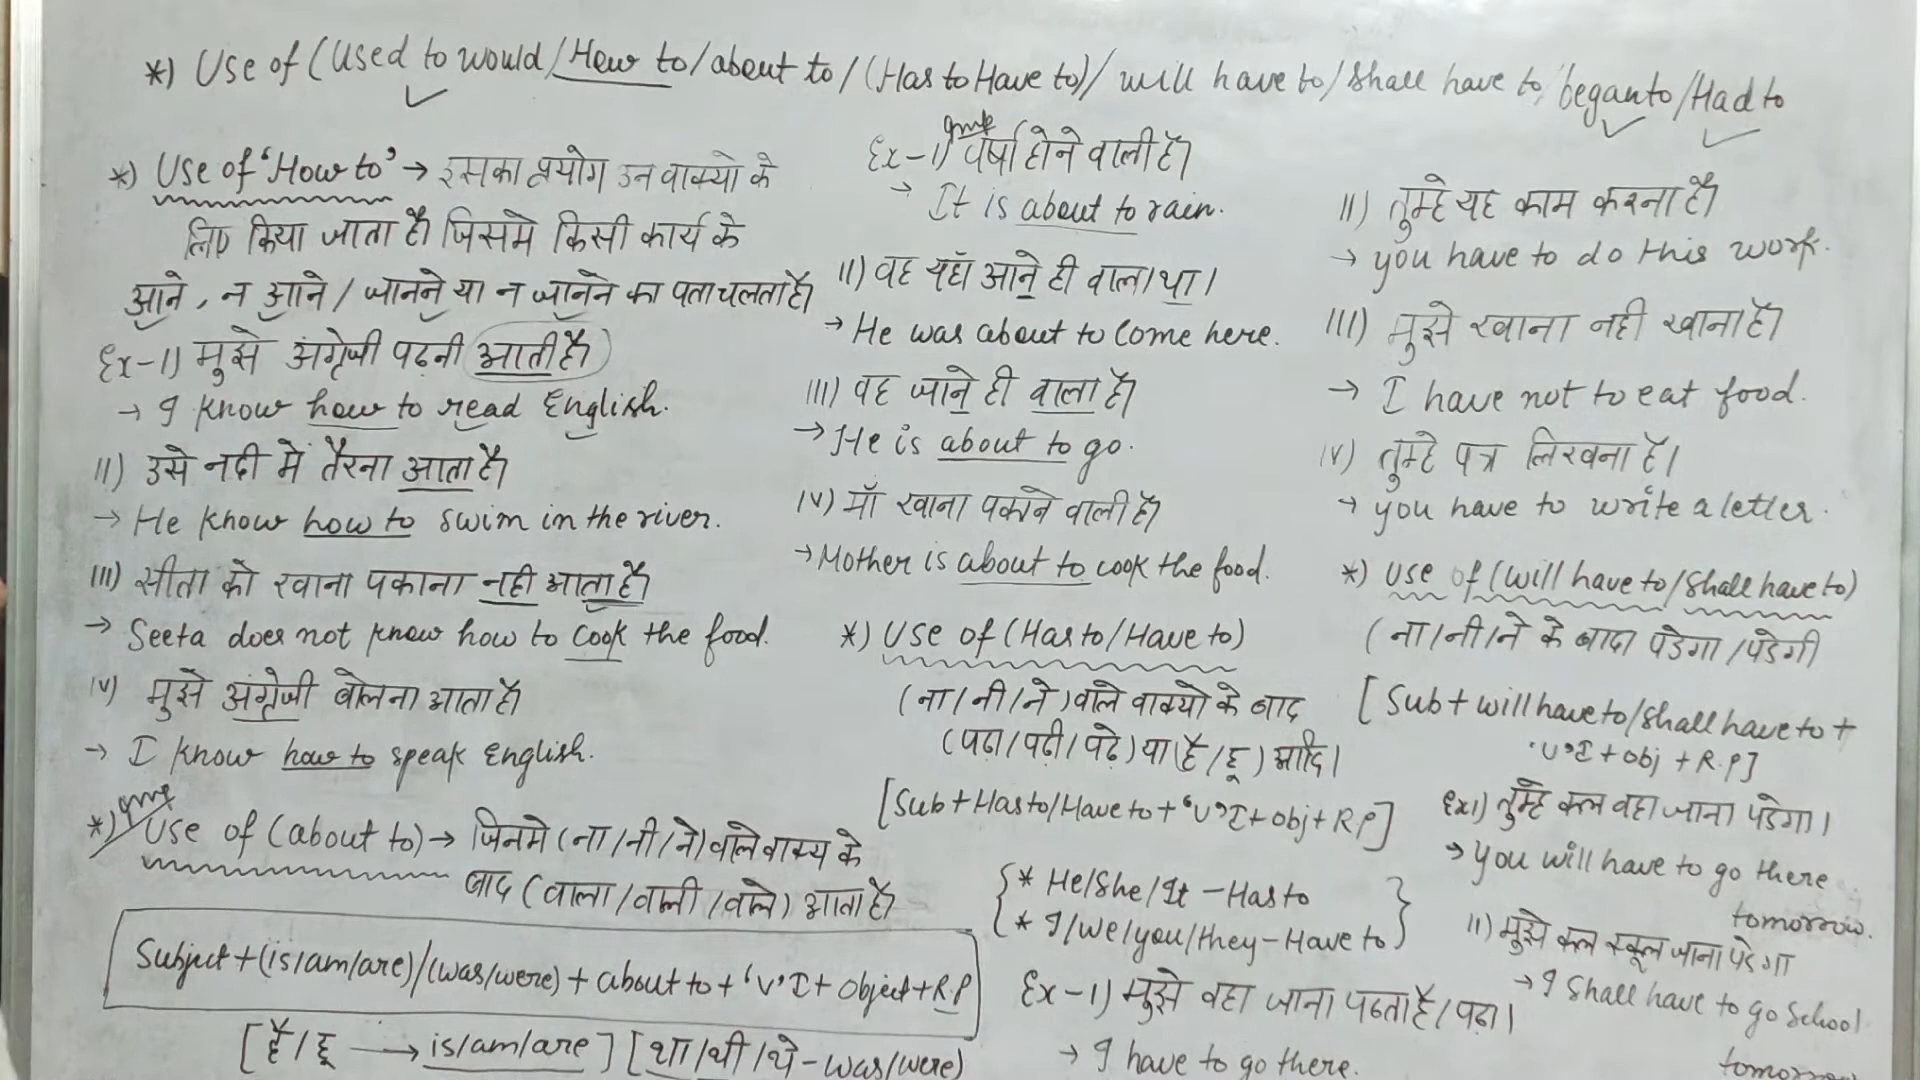 *) Use of (Used to would/How to/about to/(Has to Have to)/will have to/shall have to/began to/Had to
*) Use of 'How to' → इसका प्रयोग उन वाक्यो के
लिए किया जाता है। जिसमे किसी कार्य के
आने, न आने/जानने या न जानने का पता चलता है।
Ex-1) मुझे अंग्रेजी पढनी आती है।
→ I know how to read English.
II) उसे नदी में तैरना आता है।
→ He know how to swim in the river.
III) सीता को खाना पकाना नही आता है।
→ Seeta does not know how to cook the food.
IV) मुझे अंग्रेजी बोलना आता है।
→ I know how to speak English.
Imp
*) Use of (about to) → जिनमे (ना/नी/ने) वाले वाक्य के
बाद (वाला/वाली/वाले) आता है।
Subject+(is/am/are)/(was/were)+about to+'V'I+Object+R.P
[है/हू → is/am/are] [था/थी/थे-was/were)
Imp
Ex-1) वर्षा होने वाली है।
→ It is about to rain.
II) वह यहाँ आने ही वाला था।
→ He was about to come here.
III) वह जाने ही वाला है।
→ He is about to go.
IV) माँ खाना पकाने वाली है।
→ Mother is about to cook the food.
*) Use of (Has to/Have to)
(ना/नी/ने) वाले वाक्यो के बाद
(पढा/पढी/पढे) या (है/हू) आदि।
[Sub+Has to/Have to+'V'I+Obj+R.P]
{* He/She/It - Has to
* I/we/you/they-Have to}
Ex-1) मुझे वहा जाना पढता है/पढा।
→ I have to go there.
II) तुम्हे यह काम करना है।
→ you have to do this work.
III) मुझे खाना नही खाना है।
→ I have not to eat food.
IV) तुम्हे पत्र लिखना है।
→ you have to write a letter.
*) Use of (will have to/shall have to)
(ना/नी/ने के बाद। पडेगा/पडेगी
[Sub+will have to/shall have to+
'V'I+Obj+R.P]
Ex1) तुम्हे कल वहा जाना पडेगा।
→ you will have to go there
tomorrow.
II) मुझे कल स्कूल जाना पडेगा
→ I shall have to go School
tomorrow